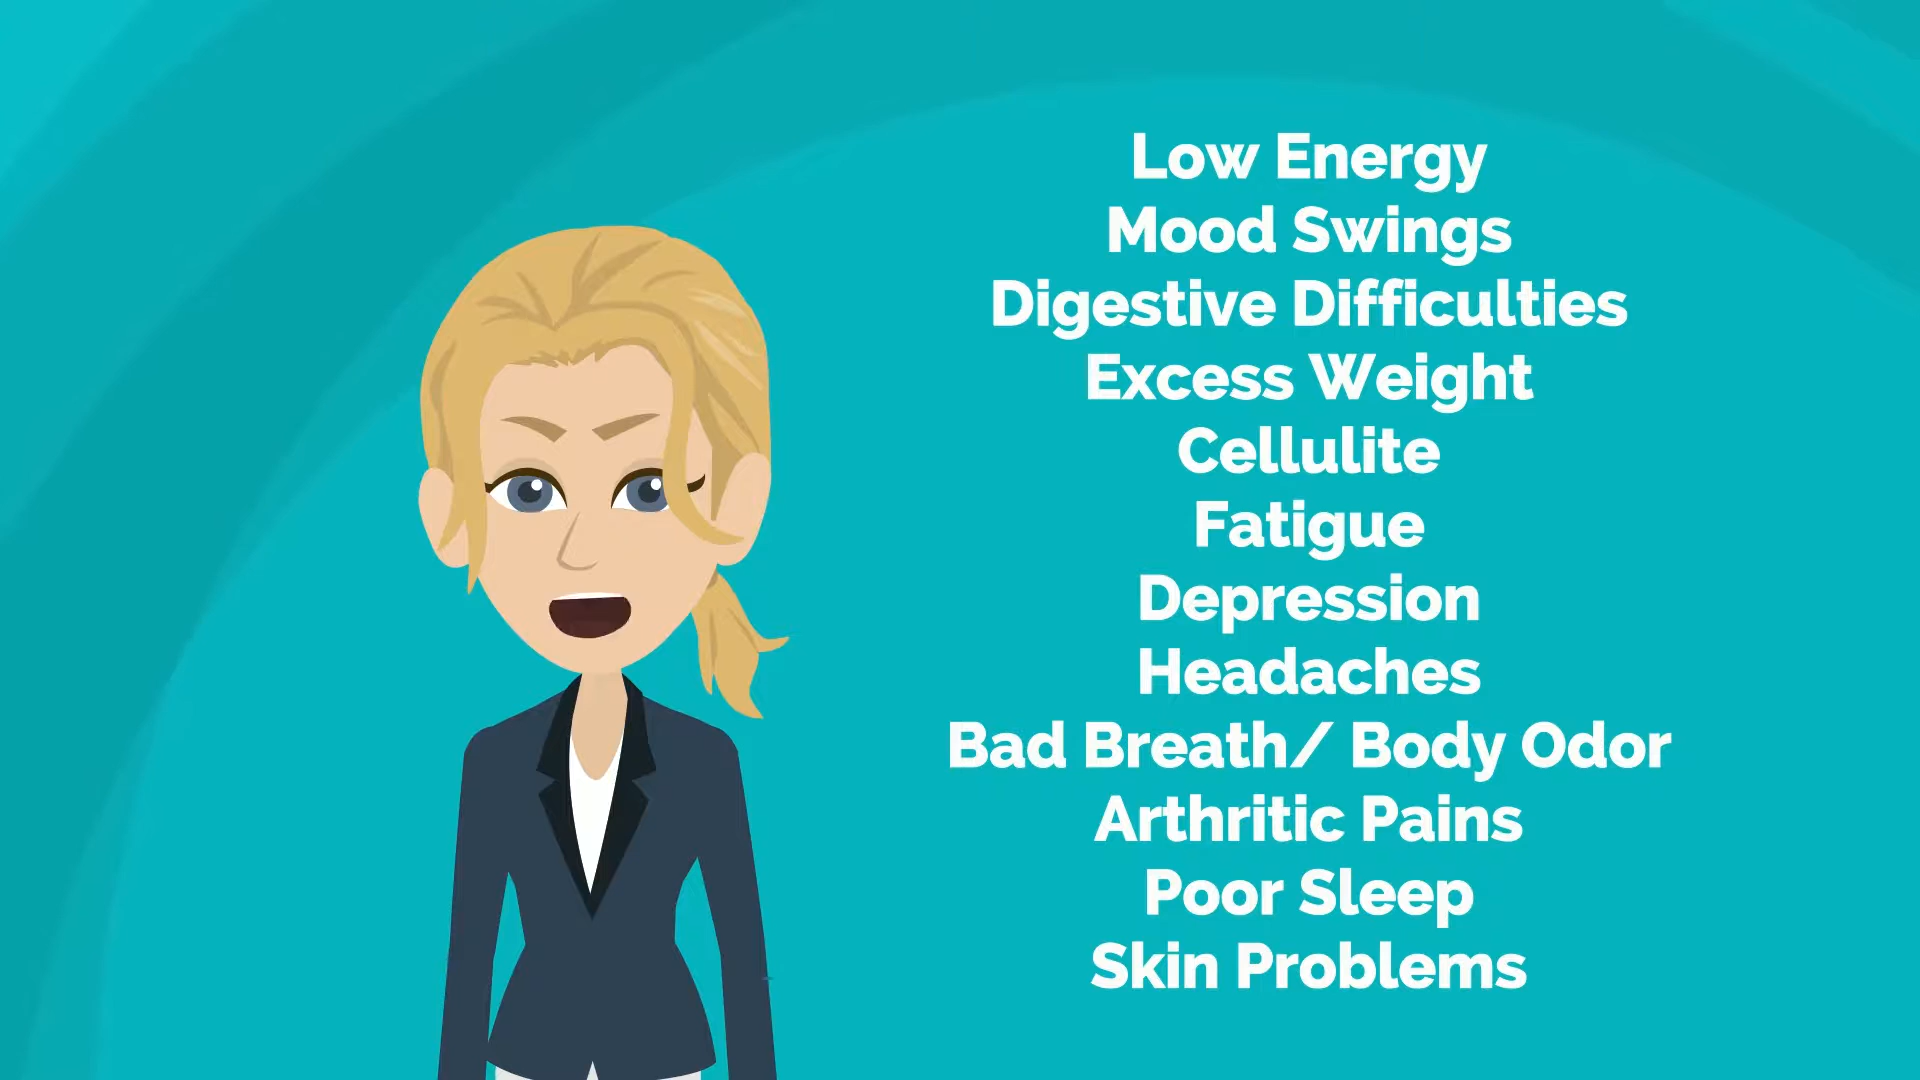 Low Energy
Mood Swings
Digestive Difficulties
Excess Weight
Cellulite
Fatigue
Depression
Headaches
Bad Breath/ Body Odor
Arthritic Pains
Poor Sleep
Skin Problems